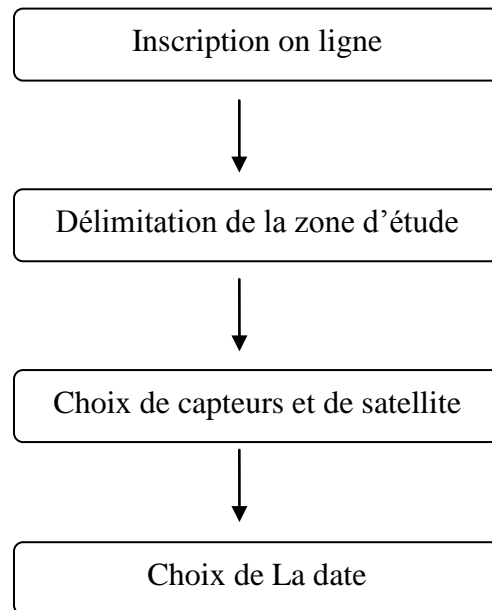 Inscription on ligne
Délimitation de la zone d’étude
Choix de capteurs et de satellite
Choix de La date